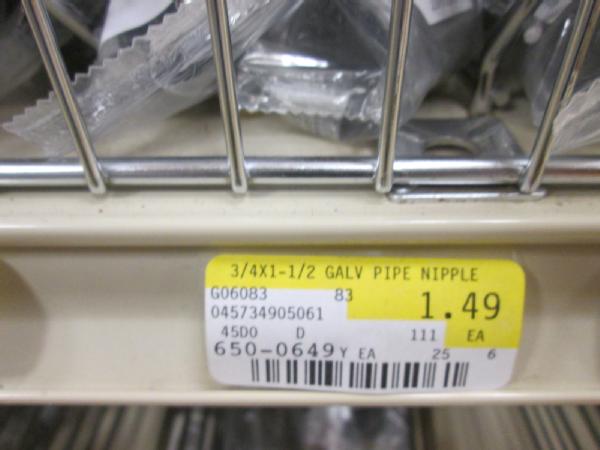 3/4X1-1/2 GALV PIPE NIPPLE
G06083 83 1.49
045734905061
45D0 D 111 EA
650-0649 Y EA 25 6